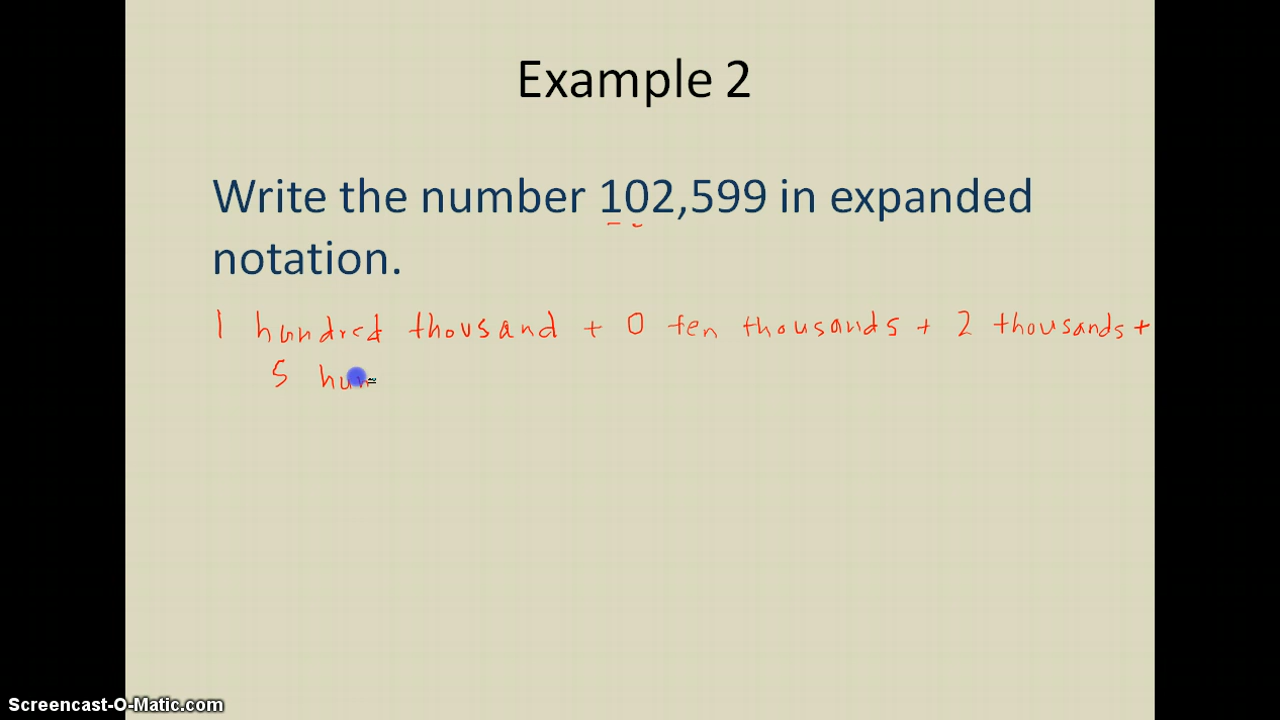 Example 2
Write the number 102,599 in expanded
notation.
1 hundred thousand + 0 ten thousands + 2 thousands +
5 hun
Screencast-O-Matic.com